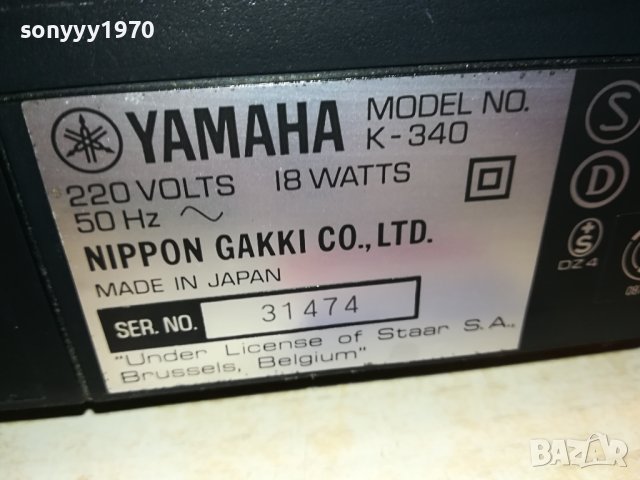 sonyyy1970
YAMAHA
MODEL NO.
K-340
220 VOLTS 18 WATTS
50 Hz
NIPPON GAKKI CO., LTD.
MADE IN JAPAN
SER. NO. 31474
"Under License of Staar S.A.,
Brussels, Belgium"
S
D
+S
DZ4
BAZAR